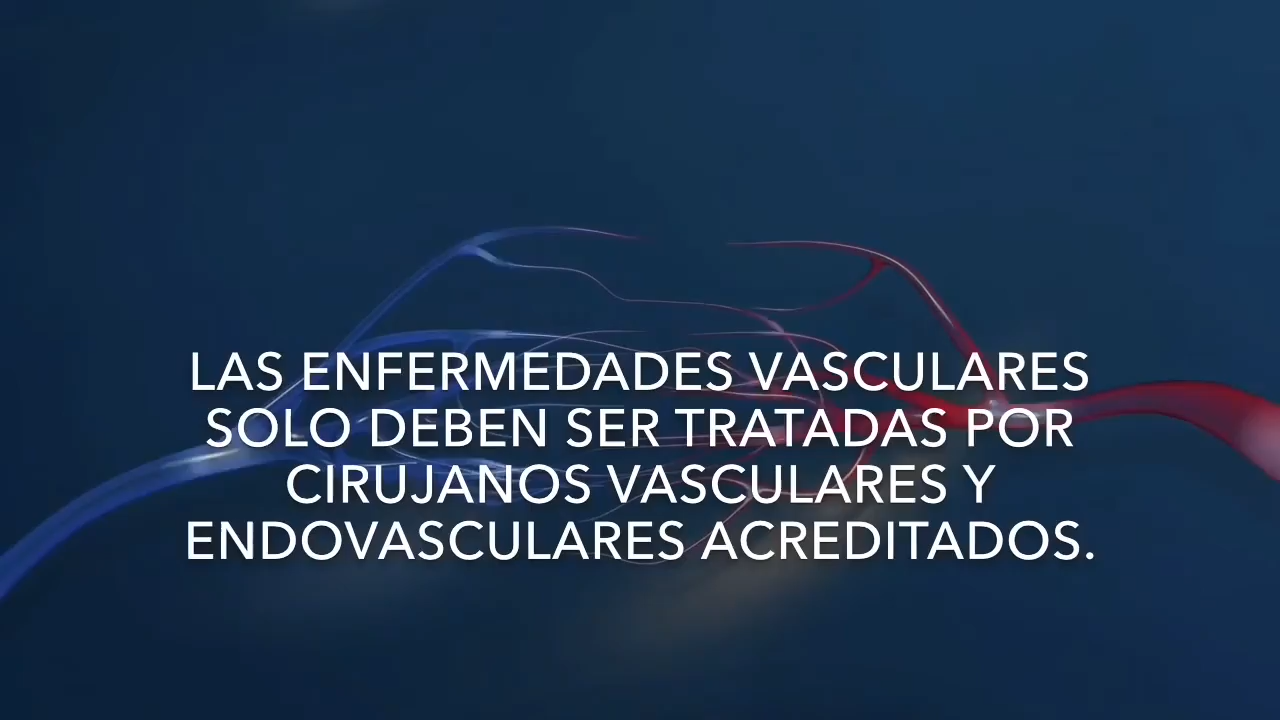 LAS ENFERMEDADES VASCULARES
SOLO DEBEN SER TRATADAS POR
CIRUJANOS VASCULARES Y
ENDOVASCULARES ACREDITADOS.